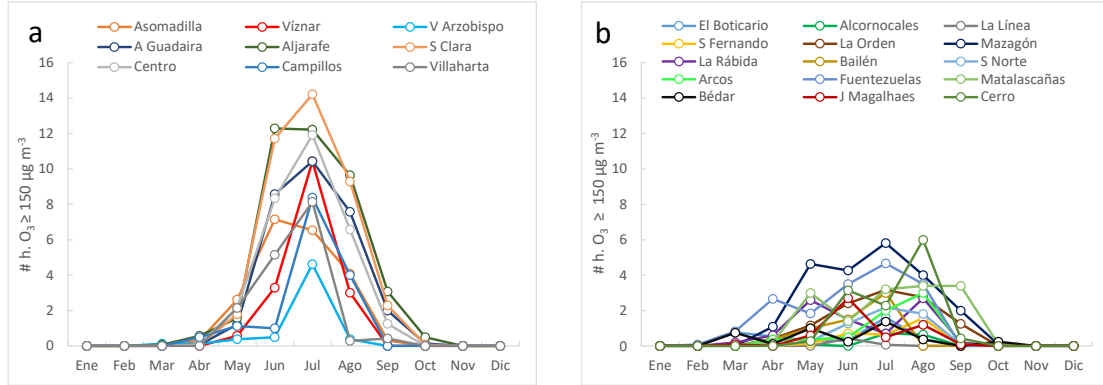 a
Asomadilla Víznar V Arzobispo
A Guadaira Aljarafe S Clara
Centro Campillos Villaharta
# h. O3 ≥ 150 µg m-3
16
14
12
10
8
6
4
2
0
Ene Feb Mar Abr May Jun Jul Ago Sep Oct Nov Dic
b
El Boticario Alcornocales La Línea
S Fernando La Orden Mazagón
La Rábida Bailén S Norte
Arcos Fuentezuelas Matalascañas
Bédar J Magalhaes Cerro
# h. O3 ≥ 150 µg m-3
16
14
12
10
8
6
4
2
0
Ene Feb Mar Abr May Jun Jul Ago Sep Oct Nov Dic